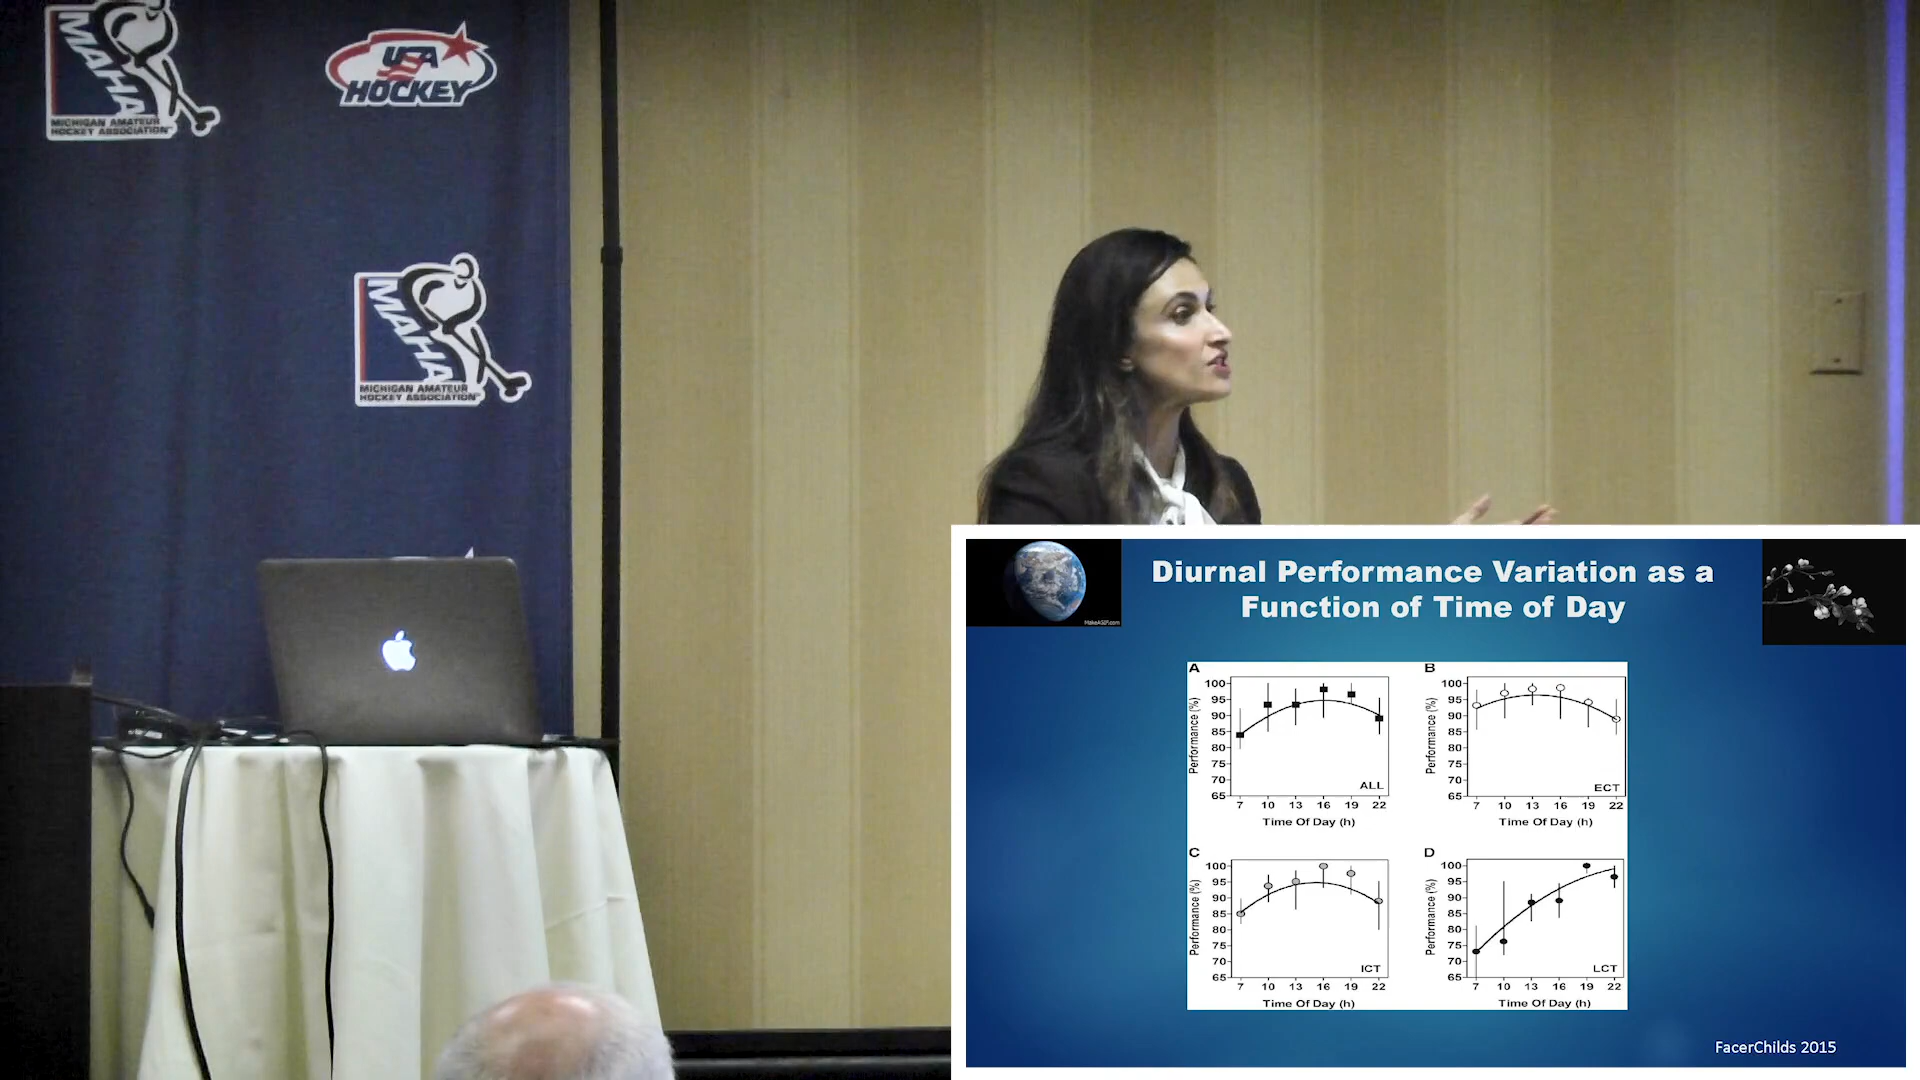 MAHA
MICHIGAN AMATEUR
HOCKEY ASSOCIATION
USA
HOCKEY
MAHA
MICHIGAN AMATEUR
HOCKEY ASSOCIATION
Diurnal Performance Variation as a
Function of Time of Day
MakeAGIF.com
A
Performance (%)
100
95
90
85
80
75
70
65
ALL
7 10 13 16 19 22
Time Of Day (h)
B
Performance (%)
100
95
90
85
80
75
70
65
ECT
7 10 13 16 19 22
Time Of Day (h)
C
Performance (%)
100
95
90
85
80
75
70
65
ICT
7 10 13 16 19 22
Time Of Day (h)
D
Performance (%)
100
95
90
85
80
75
70
65
LCT
7 10 13 16 19 22
Time Of Day (h)
FacerChilds 2015